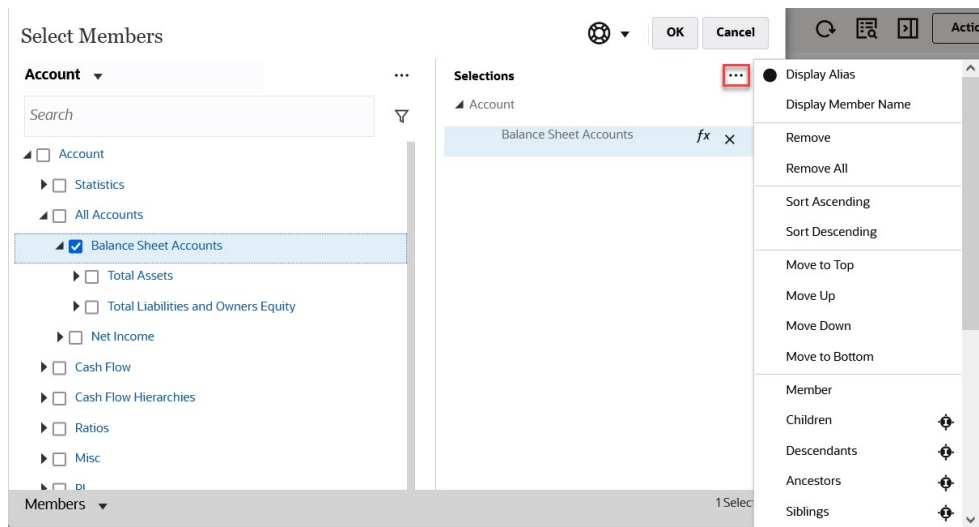 Select Members
OK
Cancel
Account
Search
Account
Statistics
All Accounts
Balance Sheet Accounts
Total Assets
Total Liabilities and Owners Equity
Net Income
Cash Flow
Cash Flow Hierarchies
Ratios
Misc
Members
Selections
Account
Balance Sheet Accounts
fx
1 Selec
Actio
Display Alias
Display Member Name
Remove
Remove All
Sort Ascending
Sort Descending
Move to Top
Move Up
Move Down
Move to Bottom
Member
Children
Descendants
Ancestors
Siblings